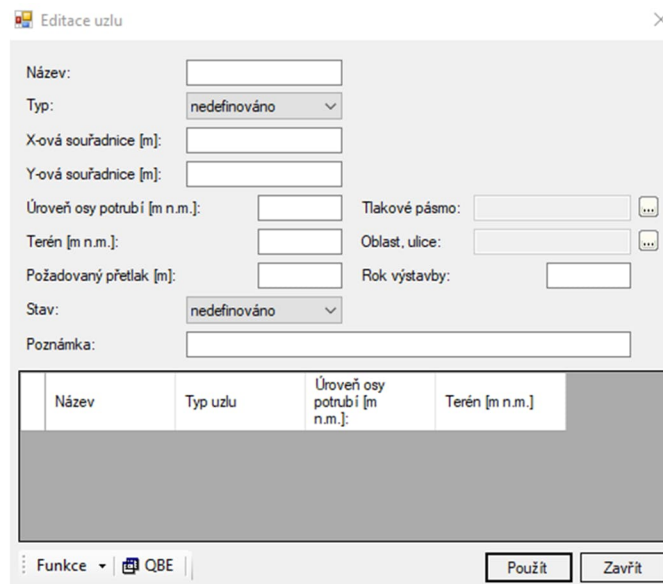 Editace uzlu
Název:
Typ: nedefinováno
X-ová souřadnice [m]:
Y-ová souřadnice [m]:
Úroveň osy potrubí [m n.m.]: Tlakové pásmo: ...
Terén [m n.m.]: Oblast, ulice: ...
Požadovaný přetlak [m]: Rok výstavby:
Stav: nedefinováno
Poznámka:
Název Typ uzlu Úroveň osy potrubí [m n.m.]: Terén [m n.m.]
Funkce QBE Použít Zavřít